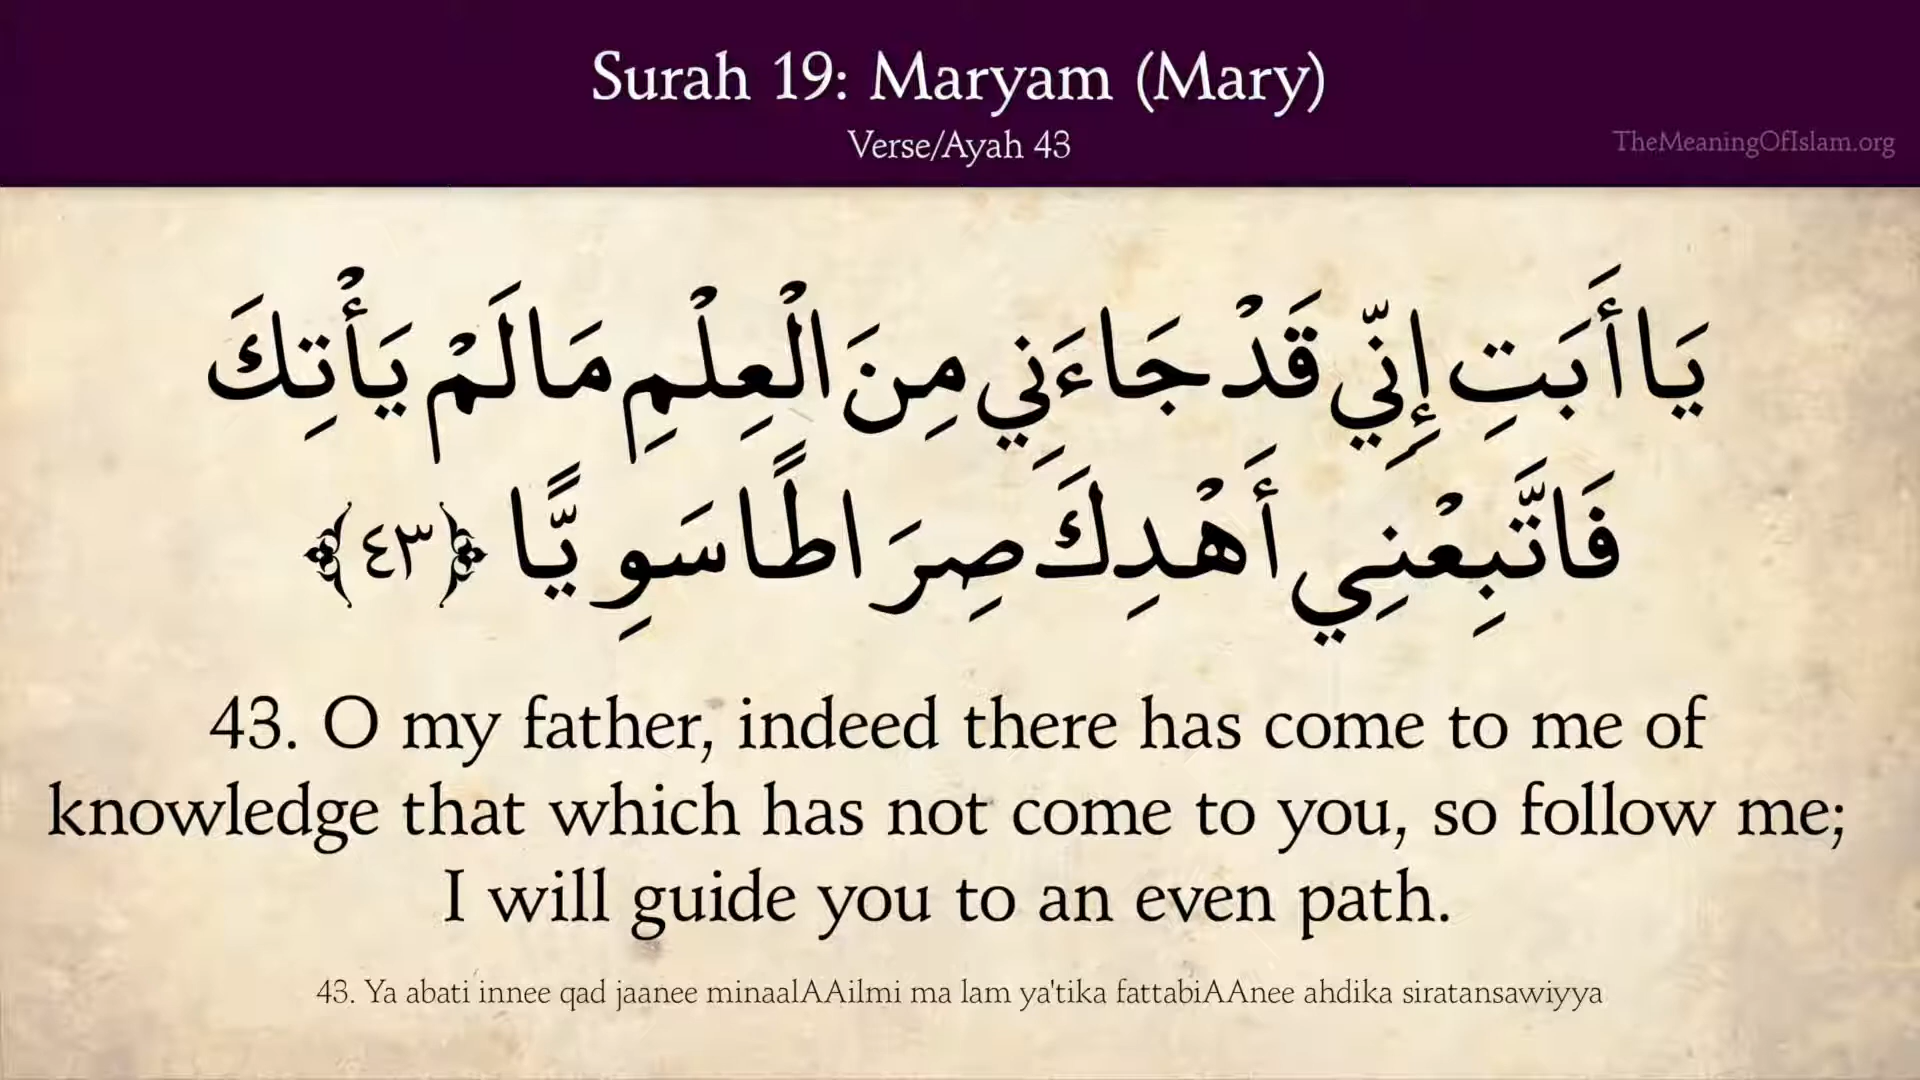 Surah 19: Maryam (Mary)
Verse/Ayah 43
TheMeaningOfIslam.org
يَا أَبَتِ إِنِّي قَدْ جَاءَنِي مِنَ الْعِلْمِ مَا لَمْ يَأْتِكَ
فَاتَّبِعْنِي أَهْدِكَ صِرَاطًا سَوِيًّا ﴿٤٣﴾
43. O my father, indeed there has come to me of
knowledge that which has not come to you, so follow me;
I will guide you to an even path.
43. Ya abati innee qad jaanee minaalAAilmi ma lam ya'tika fattabiAAnee ahdika siratansawiyya